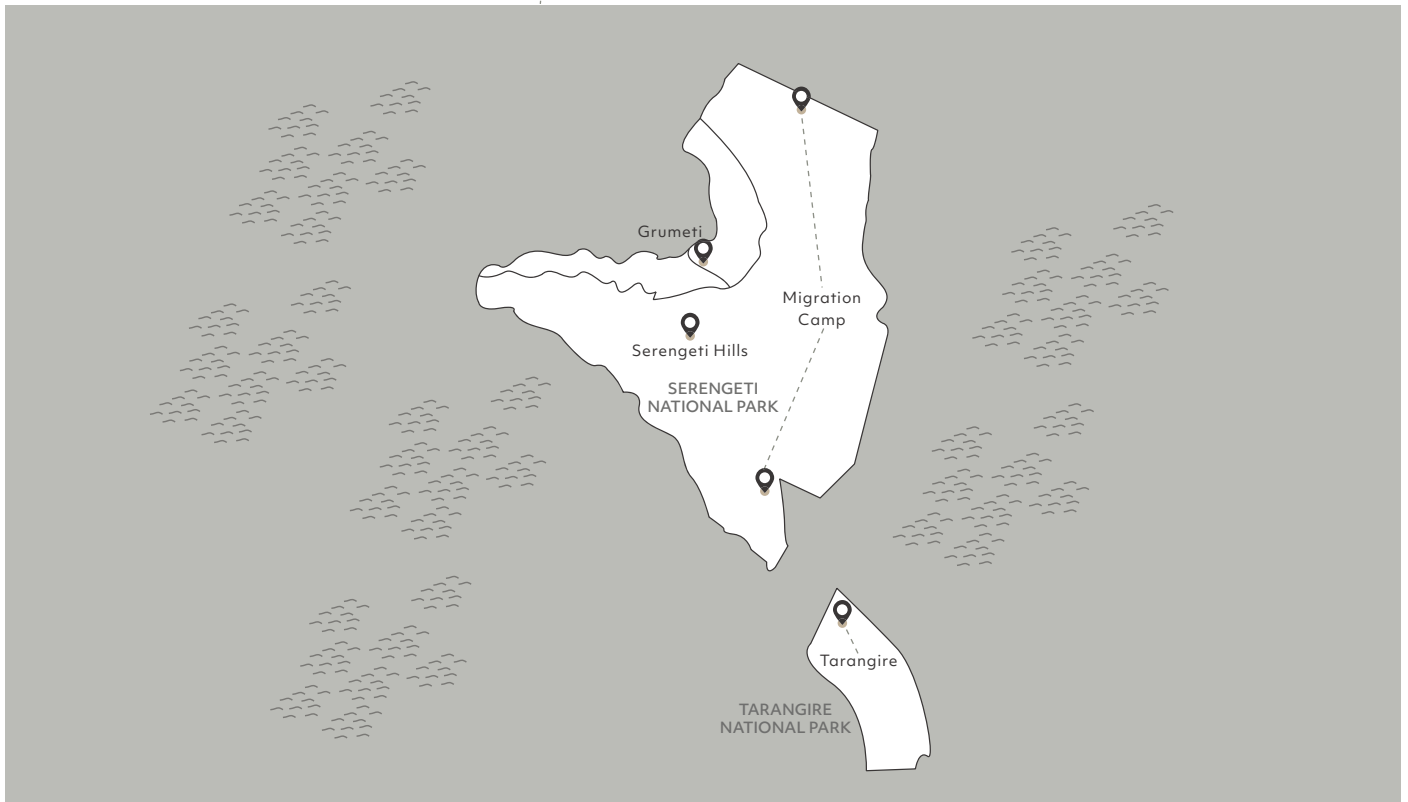 Grumeti
Migration
Camp
Serengeti Hills
SERENGETI
NATIONAL PARK
Tarangire
TARANGIRE
NATIONAL PARK